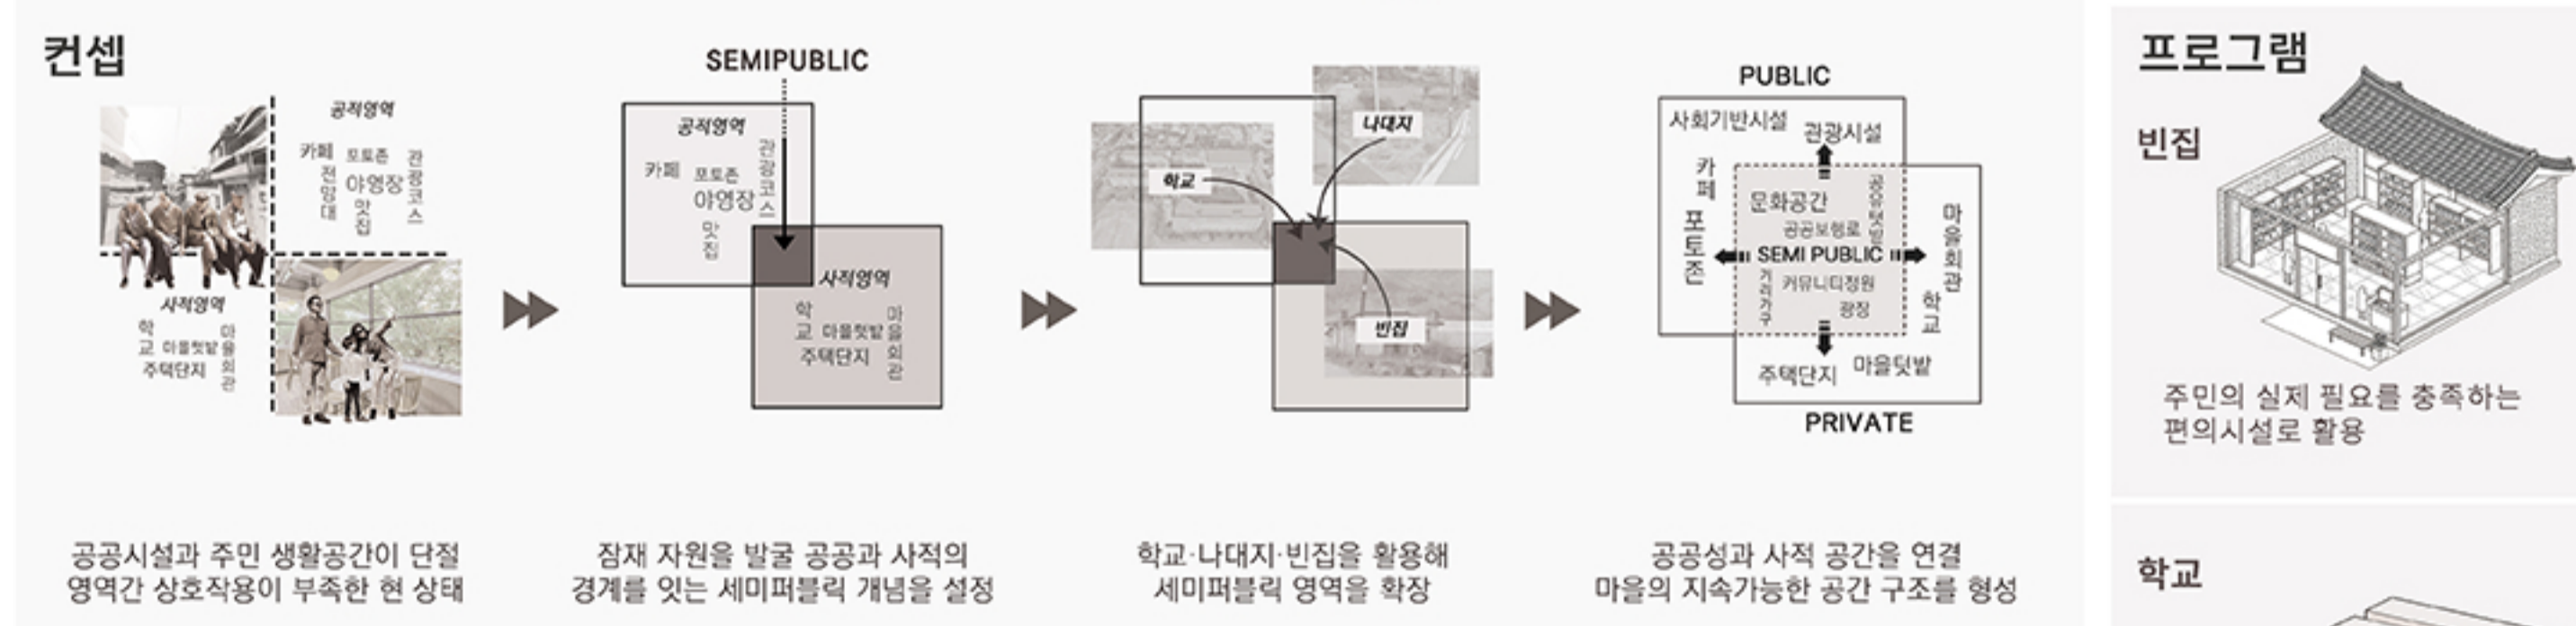 컨셉
공적영역
카페
포토존
관광코스
전망대
야영장
맛집
사적영역
학교
마을텃밭
마을회관
주택단지
공공시설과 주민 생활공간이 단절
영역간 상호작용이 부족한 현 상태
SEMIPUBLIC
공적영역
관광코스
카페
포토존
야영장
맛집
사적영역
학교
마을텃밭
마을회관
주택단지
잠재 자원을 발굴 공공과 사적의
경계를 잇는 세미퍼블릭 개념을 설정
나대지
학교
빈집
학교·나대지·빈집을 활용해
세미퍼블릭 영역을 확장
PUBLIC
사회기반시설
관광시설
카페
포토존
문화공간
공유텃밭
공공보행로
SEMI PUBLIC
거리가구
커뮤니티정원
광장
마을회관
학교
주택단지
마을텃밭
PRIVATE
공공성과 사적 공간을 연결
마을의 지속가능한 공간 구조를 형성
프로그램
빈집
주민의 실제 필요를 충족하는
편의시설로 활용
학교